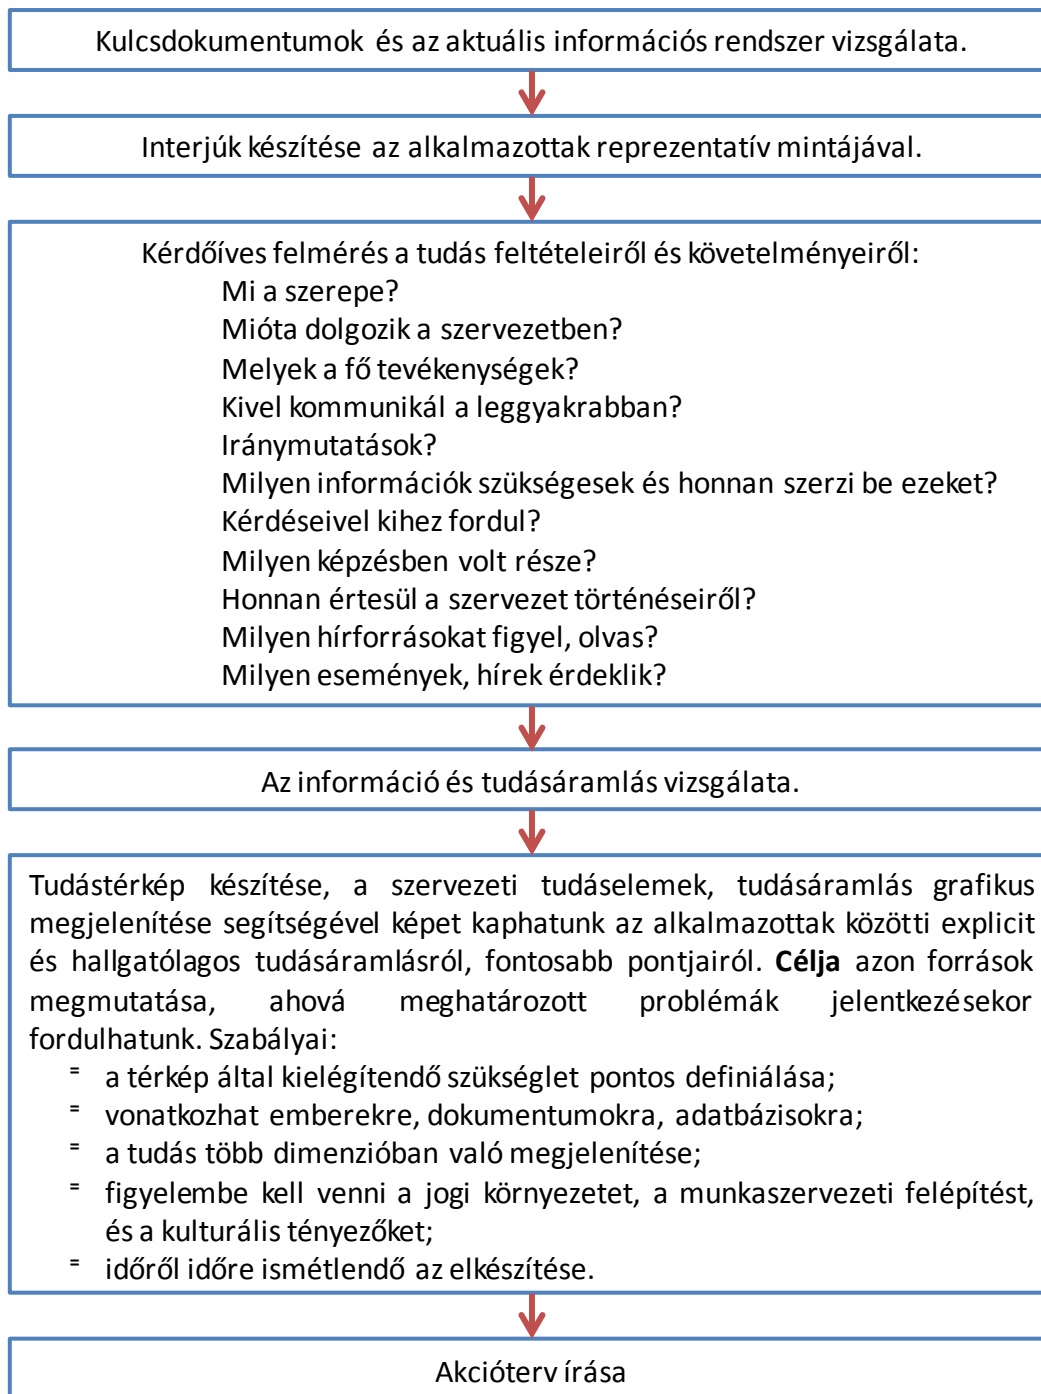 Kulcsdokumentumok és az aktuális információs rendszer vizsgálata.
Interjúk készítése az alkalmazottak reprezentatív mintájával.
Kérdőíves felmérés a tudás feltételeiről és követelményeiről:
Mi a szerepe?
Mióta dolgozik a szervezetben?
Melyek a fő tevékenységek?
Kivel kommunikál a leggyakrabban?
Iránymutatások?
Milyen információk szükségesek és honnan szerzi be ezeket?
Kérdéseivel kihez fordul?
Milyen képzésben volt része?
Honnan értesül a szervezet történéseiről?
Milyen hírforrásokat figyel, olvas?
Milyen események, hírek érdeklik?
Az információ és tudásáramlás vizsgálata.
Tudástérkép készítése, a szervezeti tudáselemek, tudásáramlás grafikus
megjelenítése segítségével képet kaphatunk az alkalmazottak közötti explicit
és hallgatólagos tudásáramlásról, fontosabb pontjairól. Célja azon források
megmutatása, ahová meghatározott problémák jelentkezésekor
fordulhatunk. Szabályai:
⁼ a térkép által kielégítendő szükséglet pontos definiálása;
⁼ vonatkozhat emberekre, dokumentumokra, adatbázisokra;
⁼ a tudás több dimenzióban való megjelenítése;
⁼ figyelembe kell venni a jogi környezetet, a munkaszervezeti felépítést,
és a kulturális tényezőket;
⁼ időről időre ismétlendő az elkészítése.
Akcióterv írása